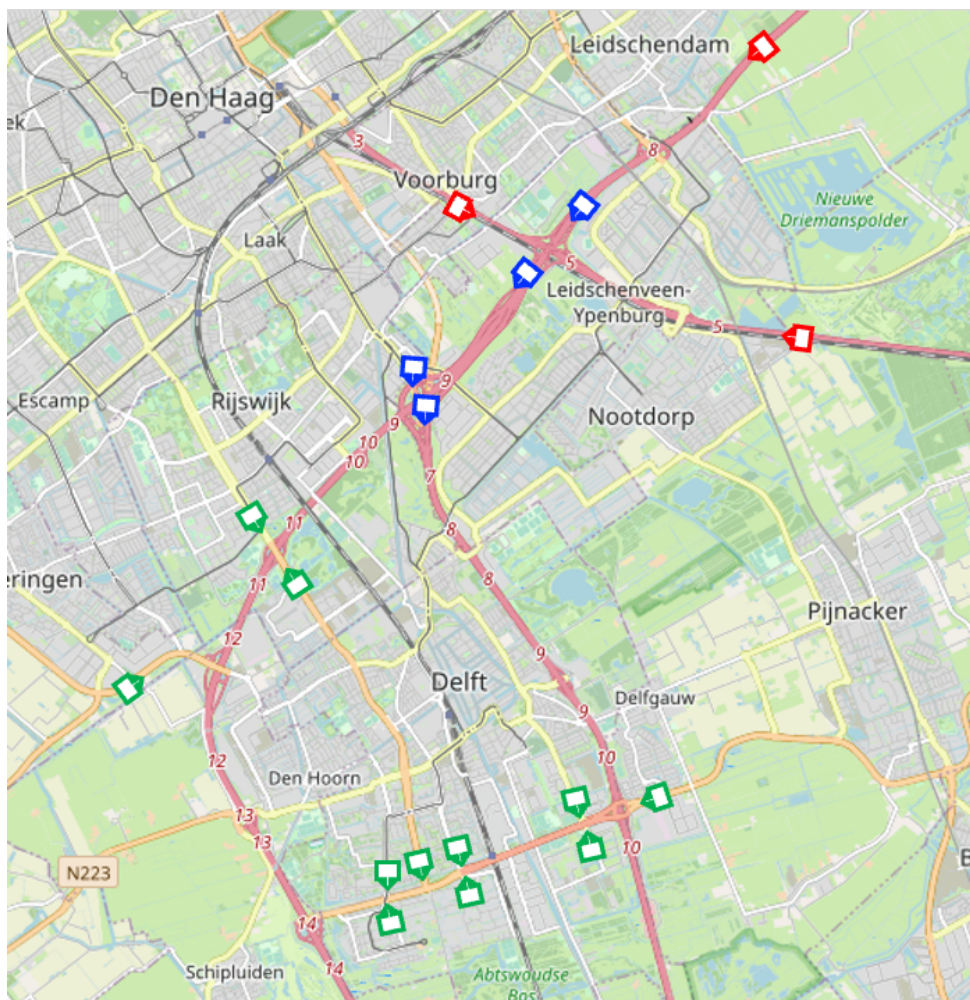 Leidschendam
Den Haag
ek
3
8
Voorburg
Nieuwe
Driemanspolder
Laak
5
Leidschenveen-
Ypenburg
5
9
Escamp
Rijswijk
9
10
10
Nootdorp
7
11
8
11
8
eringen
Pijnacker
12
9
Delft
Delfgauw
9
12
10
Den Hoorn
13
13
10
N223
B
14
14
Schipluiden
Abtswoudse
Bos